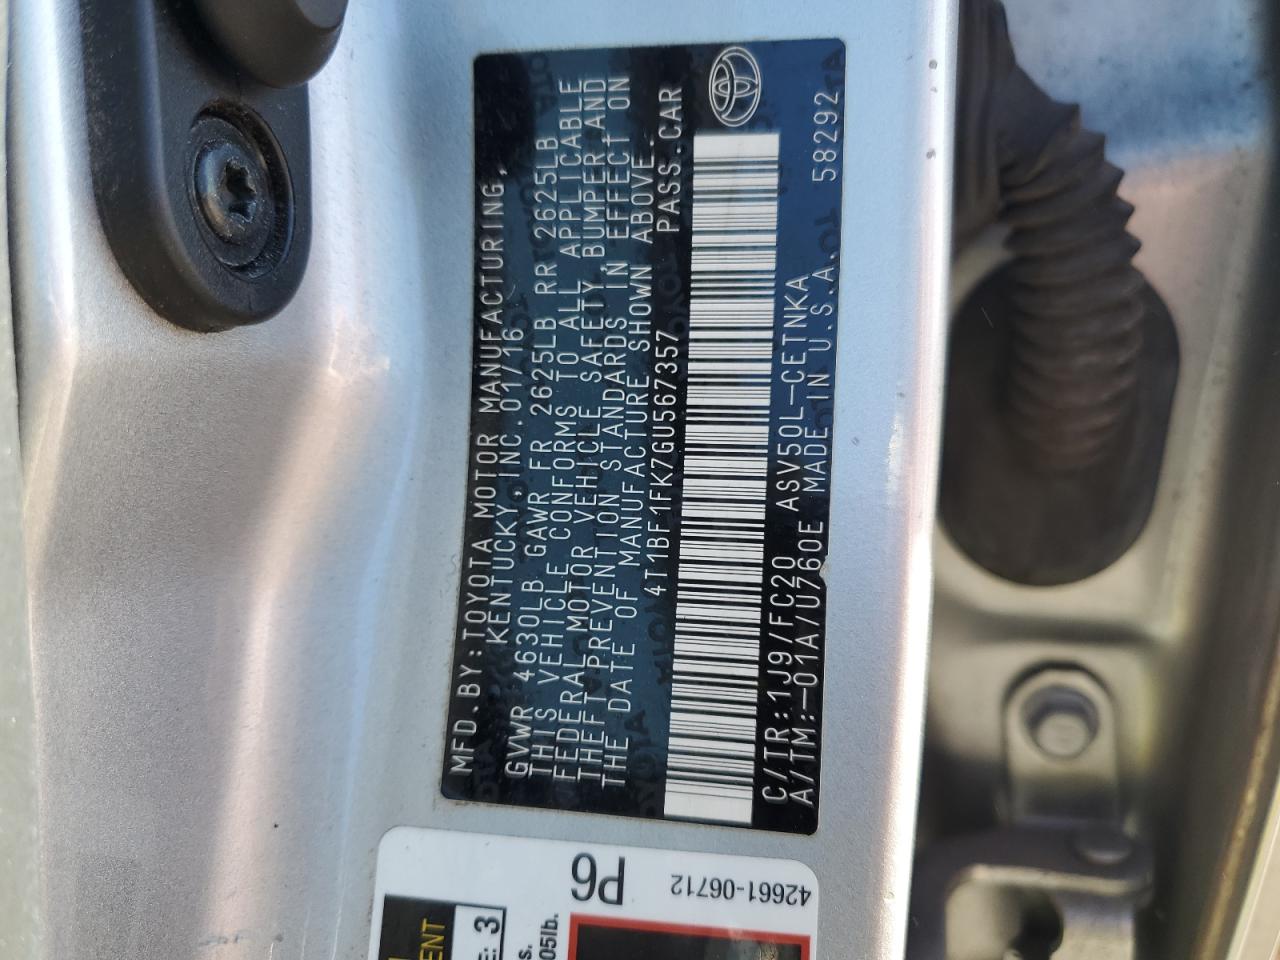 MFD.BY:TOYOTA MOTOR MANUFACTURING,
KENTUCKY,INC.01/16
GVWR 4630LB GAWR FR 2625LB RR 2625LB
THIS VEHICLE CONFORMS TO ALL APPLICABLE
FEDERAL MOTOR VEHICLE SAFETY, BUMPER,AND
THEFT PREVENTION STANDARDS IN EFFECT ON
THE DATE OF MANUFACTURE SHOWN ABOVE.
4T1BF1FK7GU567357 PASS.CAR
C/TR:1J9/FC20 ASV50L-CETNKA
A/TM:-01A/U760E MADE IN U.S.A. 58292
P6
42661-06712
ENT
E: 3
s.
05lb.